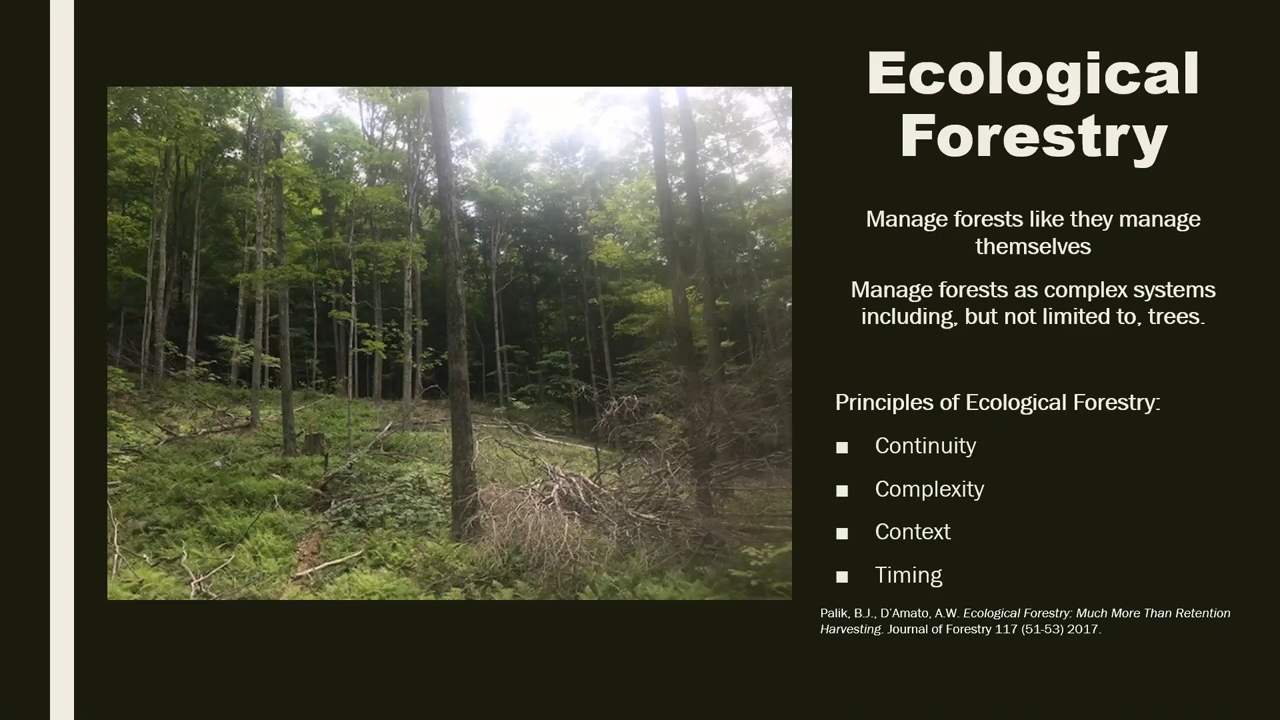 Ecological
Forestry
Manage forests like they manage
themselves
Manage forests as complex systems
including, but not limited to, trees.
Principles of Ecological Forestry:
■ Continuity
■ Complexity
■ Context
■ Timing
Palik, B.J., D'Amato, A.W. Ecological Forestry: Much More Than Retention
Harvesting. Journal of Forestry 117 (51-53) 2017.